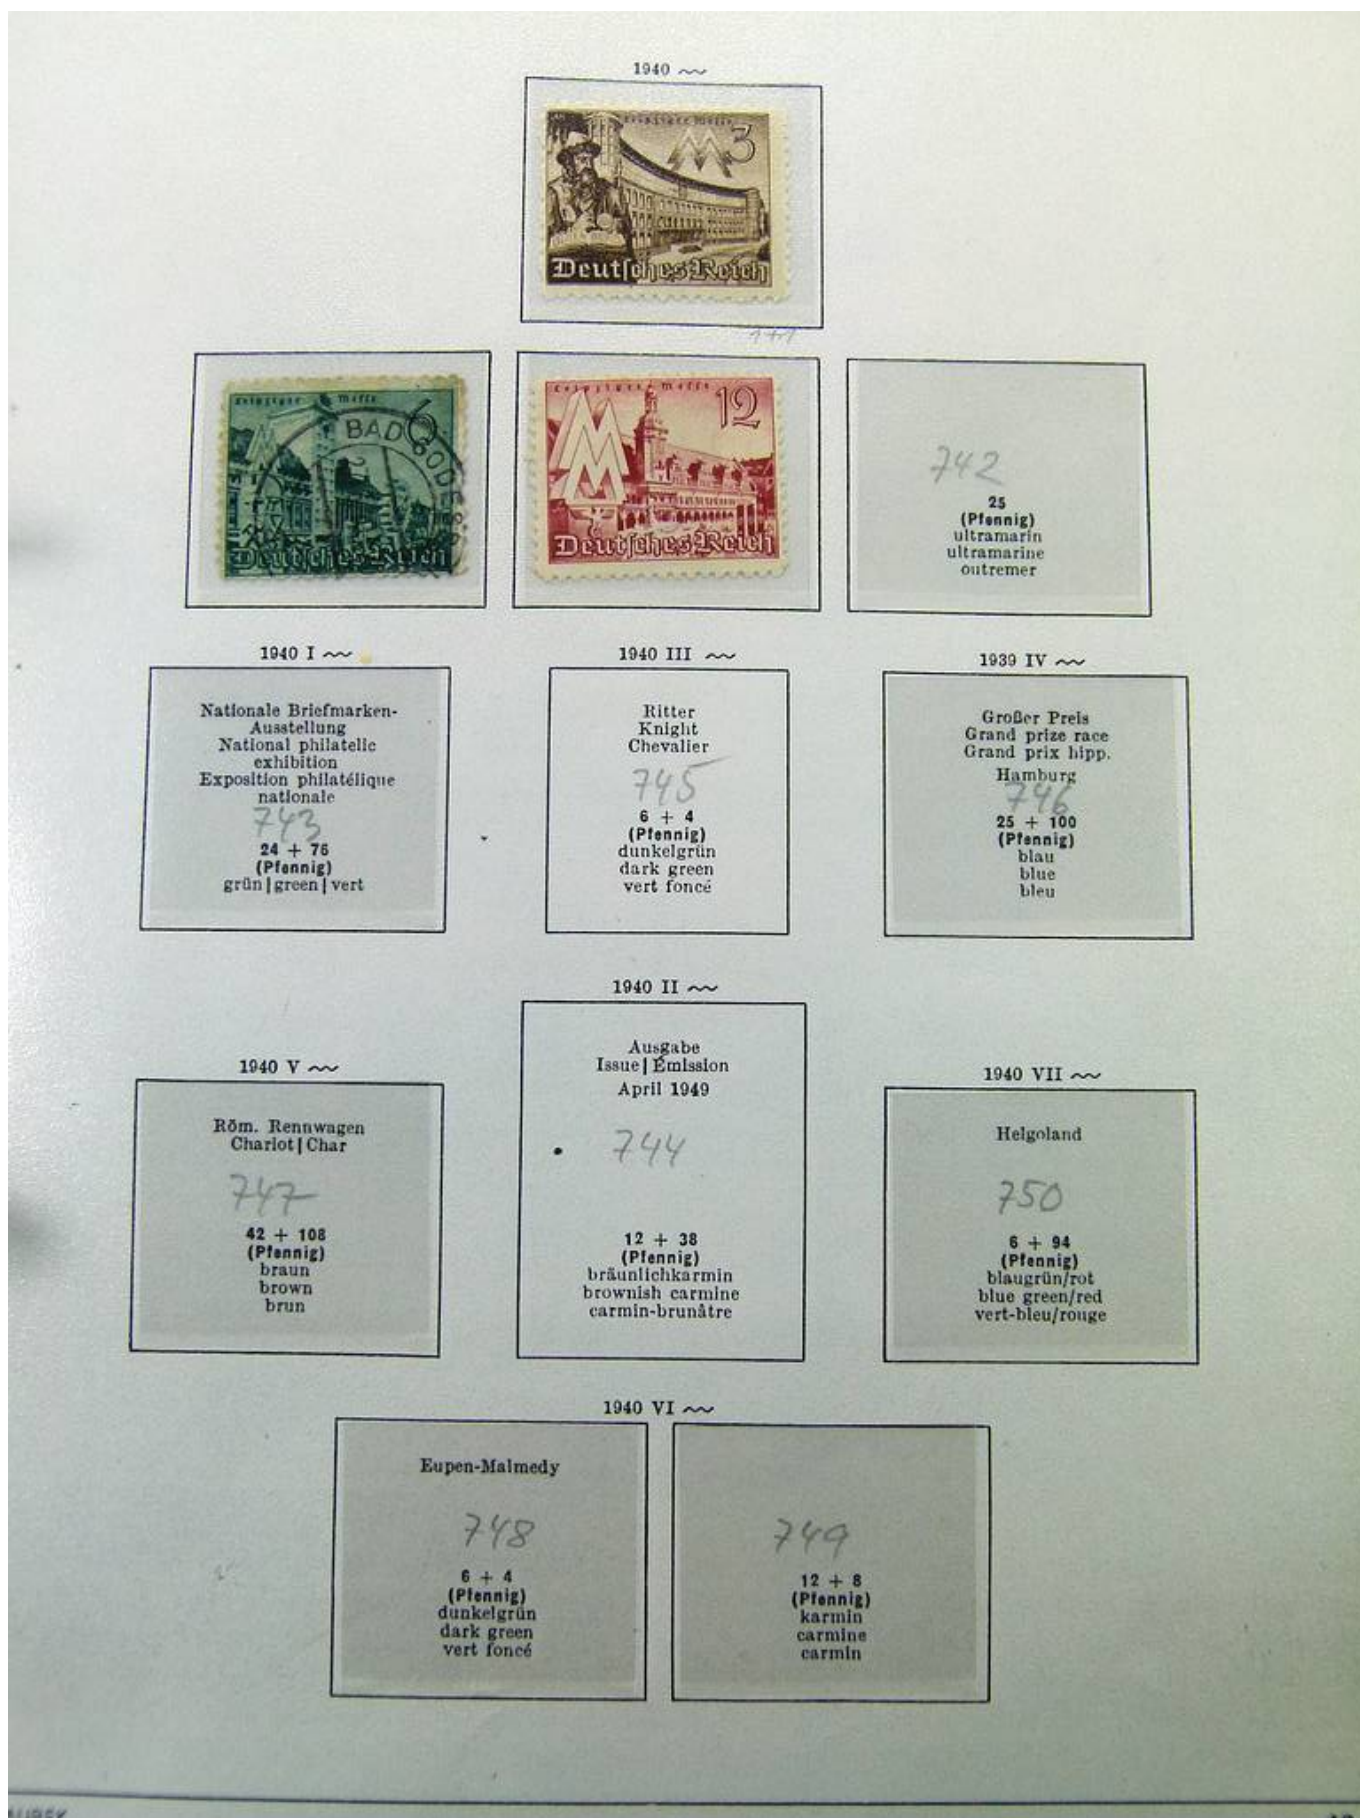 1940
Leipziger Messe
3
Deutsches Reich
1+1
Leipziger Messe
6
BAD GODESB
Deutsches Reich
Leipziger Messe
12
Deutsches Reich
742
25
(Pfennig)
ultramarin
ultramarine
outremer
1940 I
Nationale Briefmarken-
Ausstellung
National philatelic
exhibition
Exposition philatélique
nationale
743
24 + 76
(Pfennig)
grün|green|vert
1940 III
Ritter
Knight
Chevalier
745
6 + 4
(Pfennig)
dunkelgrün
dark green
vert foncé
1939 IV
Großer Preis
Grand prize race
Grand prix hipp.
Hamburg
746
25 + 100
(Pfennig)
blau
blue
bleu
1940 V
Röm. Rennwagen
Chariot|Char
747
42 + 108
(Pfennig)
braun
brown
brun
1940 II
Ausgabe
Issue|Émission
April 1949
744
12 + 38
(Pfennig)
bräunlichkarmin
brownish carmine
carmin-brunâtre
1940 VII
Helgoland
750
6 + 94
(Pfennig)
blaugrün/rot
blue green/red
vert-bleu/rouge
1940 VI
Eupen-Malmedy
748
6 + 4
(Pfennig)
dunkelgrün
dark green
vert foncé
749
12 + 8
(Pfennig)
karmin
carmine
carmin